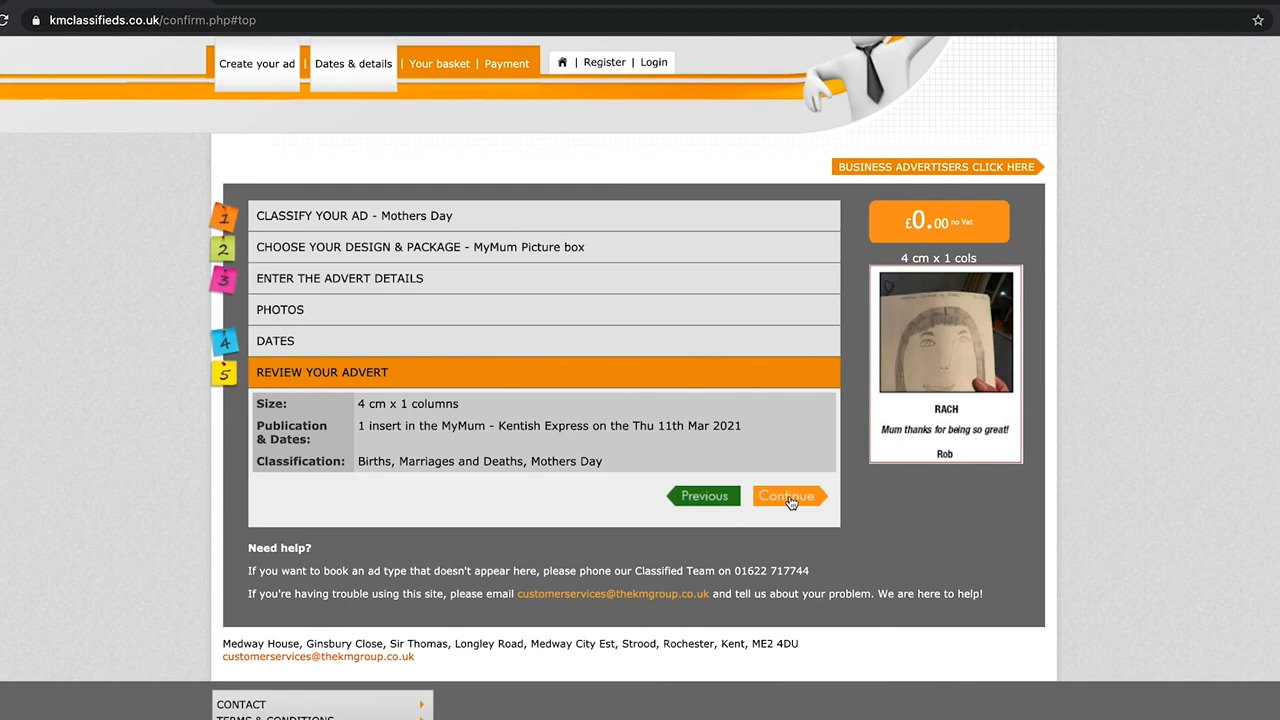 kmclassifieds.co.uk/confirm.php#top
Create your ad | Dates & details | Your basket | Payment
| Register | Login
BUSINESS ADVERTISERS CLICK HERE
1 CLASSIFY YOUR AD - Mothers Day
2 CHOOSE YOUR DESIGN & PACKAGE - MyMum Picture box
3 ENTER THE ADVERT DETAILS
PHOTOS
4 DATES
5 REVIEW YOUR ADVERT
Size: 4 cm x 1 columns
Publication & Dates: 1 insert in the MyMum - Kentish Express on the Thu 11th Mar 2021
Classification: Births, Marriages and Deaths, Mothers Day
Previous Continue
£0.00 no Vat
4 cm x 1 cols
RACH
Mum thanks for being so great!
Rob
Need help?
If you want to book an ad type that doesn't appear here, please phone our Classified Team on 01622 717744
If you're having trouble using this site, please email customerservices@thekmgroup.co.uk and tell us about your problem. We are here to help!
Medway House, Ginsbury Close, Sir Thomas, Longley Road, Medway City Est, Strood, Rochester, Kent, ME2 4DU
customerservices@thekmgroup.co.uk
CONTACT
TERMS & CONDITIONS